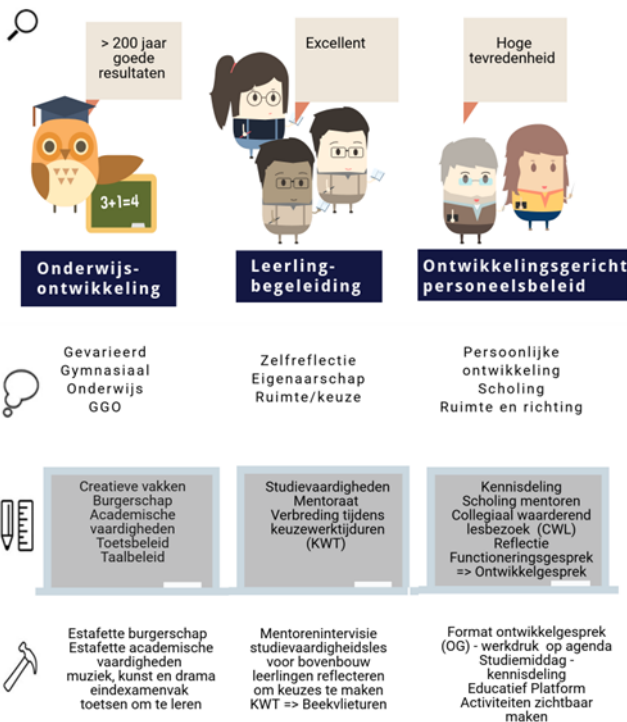 > 200 jaar
goede
resultaten
Excellent
Hoge
tevredenheid
3+1=4
Onderwijs-
ontwikkeling
Leerling-
begeleiding
Ontwikkelingsgericht
personeelsbeleid
Gevarieerd
Gymnasiaal
Onderwijs
GGO
Zelfreflectie
Eigenaarschap
Ruimte/keuze
Persoonlijke
ontwikkeling
Scholing
Ruimte en richting
Creatieve vakken
Burgerschap
Academische
vaardigheden
Toetsbeleid
Taalbeleid
Studievaardigheden
Mentoraat
Verbreding tijdens
keuzewerktijduren
(KWT)
Kennisdeling
Scholing mentoren
Collegiaal waarderend
lesbezoek (CWL)
Reflectie
Functioneringsgesprek
=> Ontwikkelgesprek
Estafette burgerschap
Estafette academische
vaardigheden
muziek, kunst en drama
eindexamenvak
toetsen om te leren
Mentorenintervisie
studievaardigheidsles
voor bovenbouw
leerlingen reflecteren
om keuzes te maken
KWT => Beekvlieturen
Format ontwikkelgesprek
(OG) - werkdruk op agenda
Studiemiddag -
kennisdeling
Educatief Platform
Activiteiten zichtbaar
maken